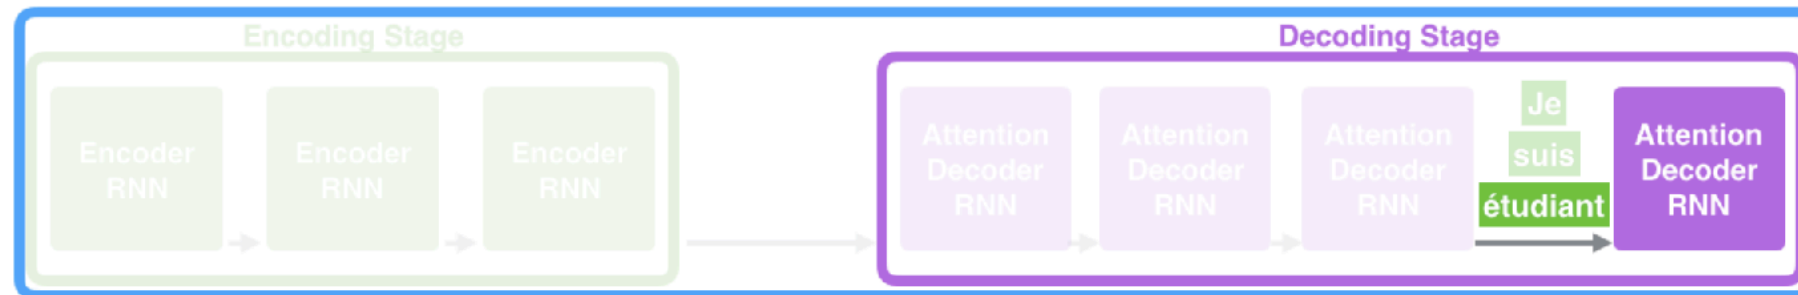 Encoding Stage
Decoding Stage
Encoder
RNN
Encoder
RNN
Encoder
RNN
Attention
Decoder
RNN
Attention
Decoder
RNN
Attention
Decoder
RNN
Je
suis
étudiant
Attention
Decoder
RNN